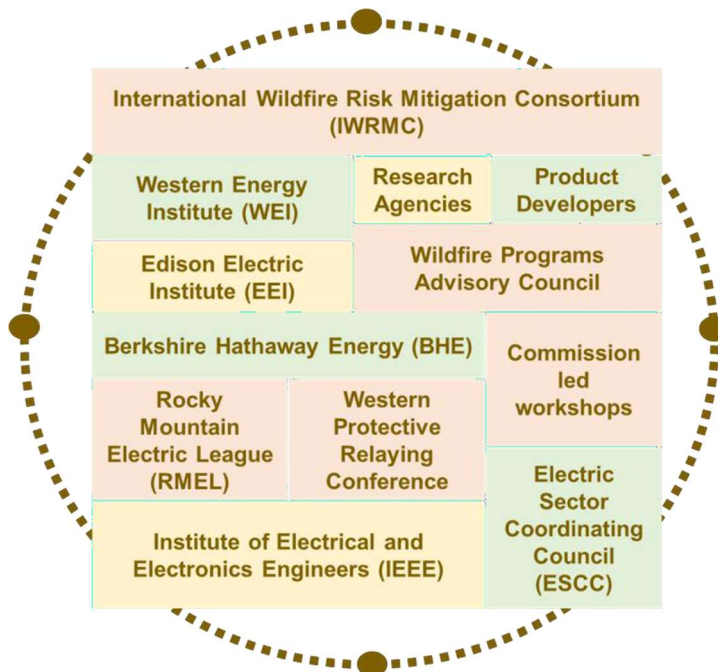 International Wildfire Risk Mitigation Consortium
(IWRMC)
Western Energy
Institute (WEI)
Research
Agencies
Product
Developers
Edison Electric
Institute (EEI)
Wildfire Programs
Advisory Council
Berkshire Hathaway Energy (BHE)
Commission
led
workshops
Rocky
Mountain
Electric League
(RMEL)
Western
Protective
Relaying
Conference
Institute of Electrical and
Electronics Engineers (IEEE)
Electric
Sector
Coordinating
Council
(ESCC)